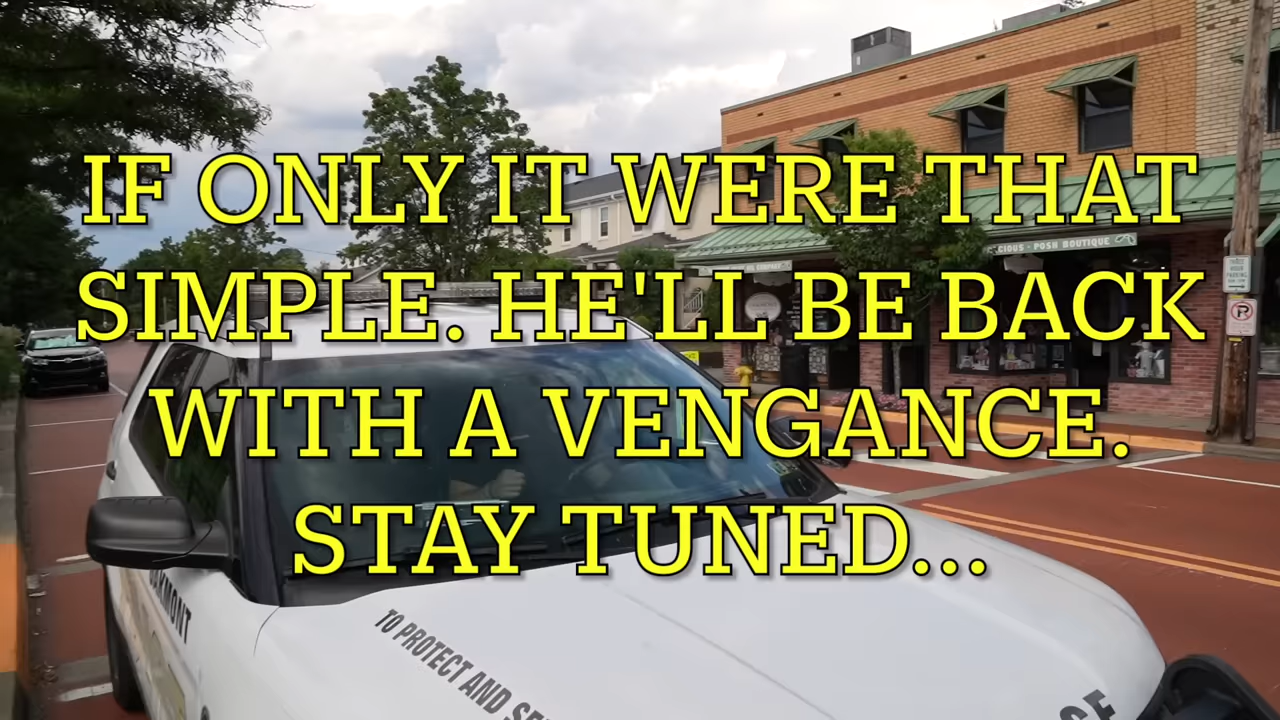 IF ONLY IT WERE THAT
SIMPLE. HE'LL BE BACK
WITH A VENGANCE.
STAY TUNED...
POSH BOUTIQUE
TO PROTECT AND